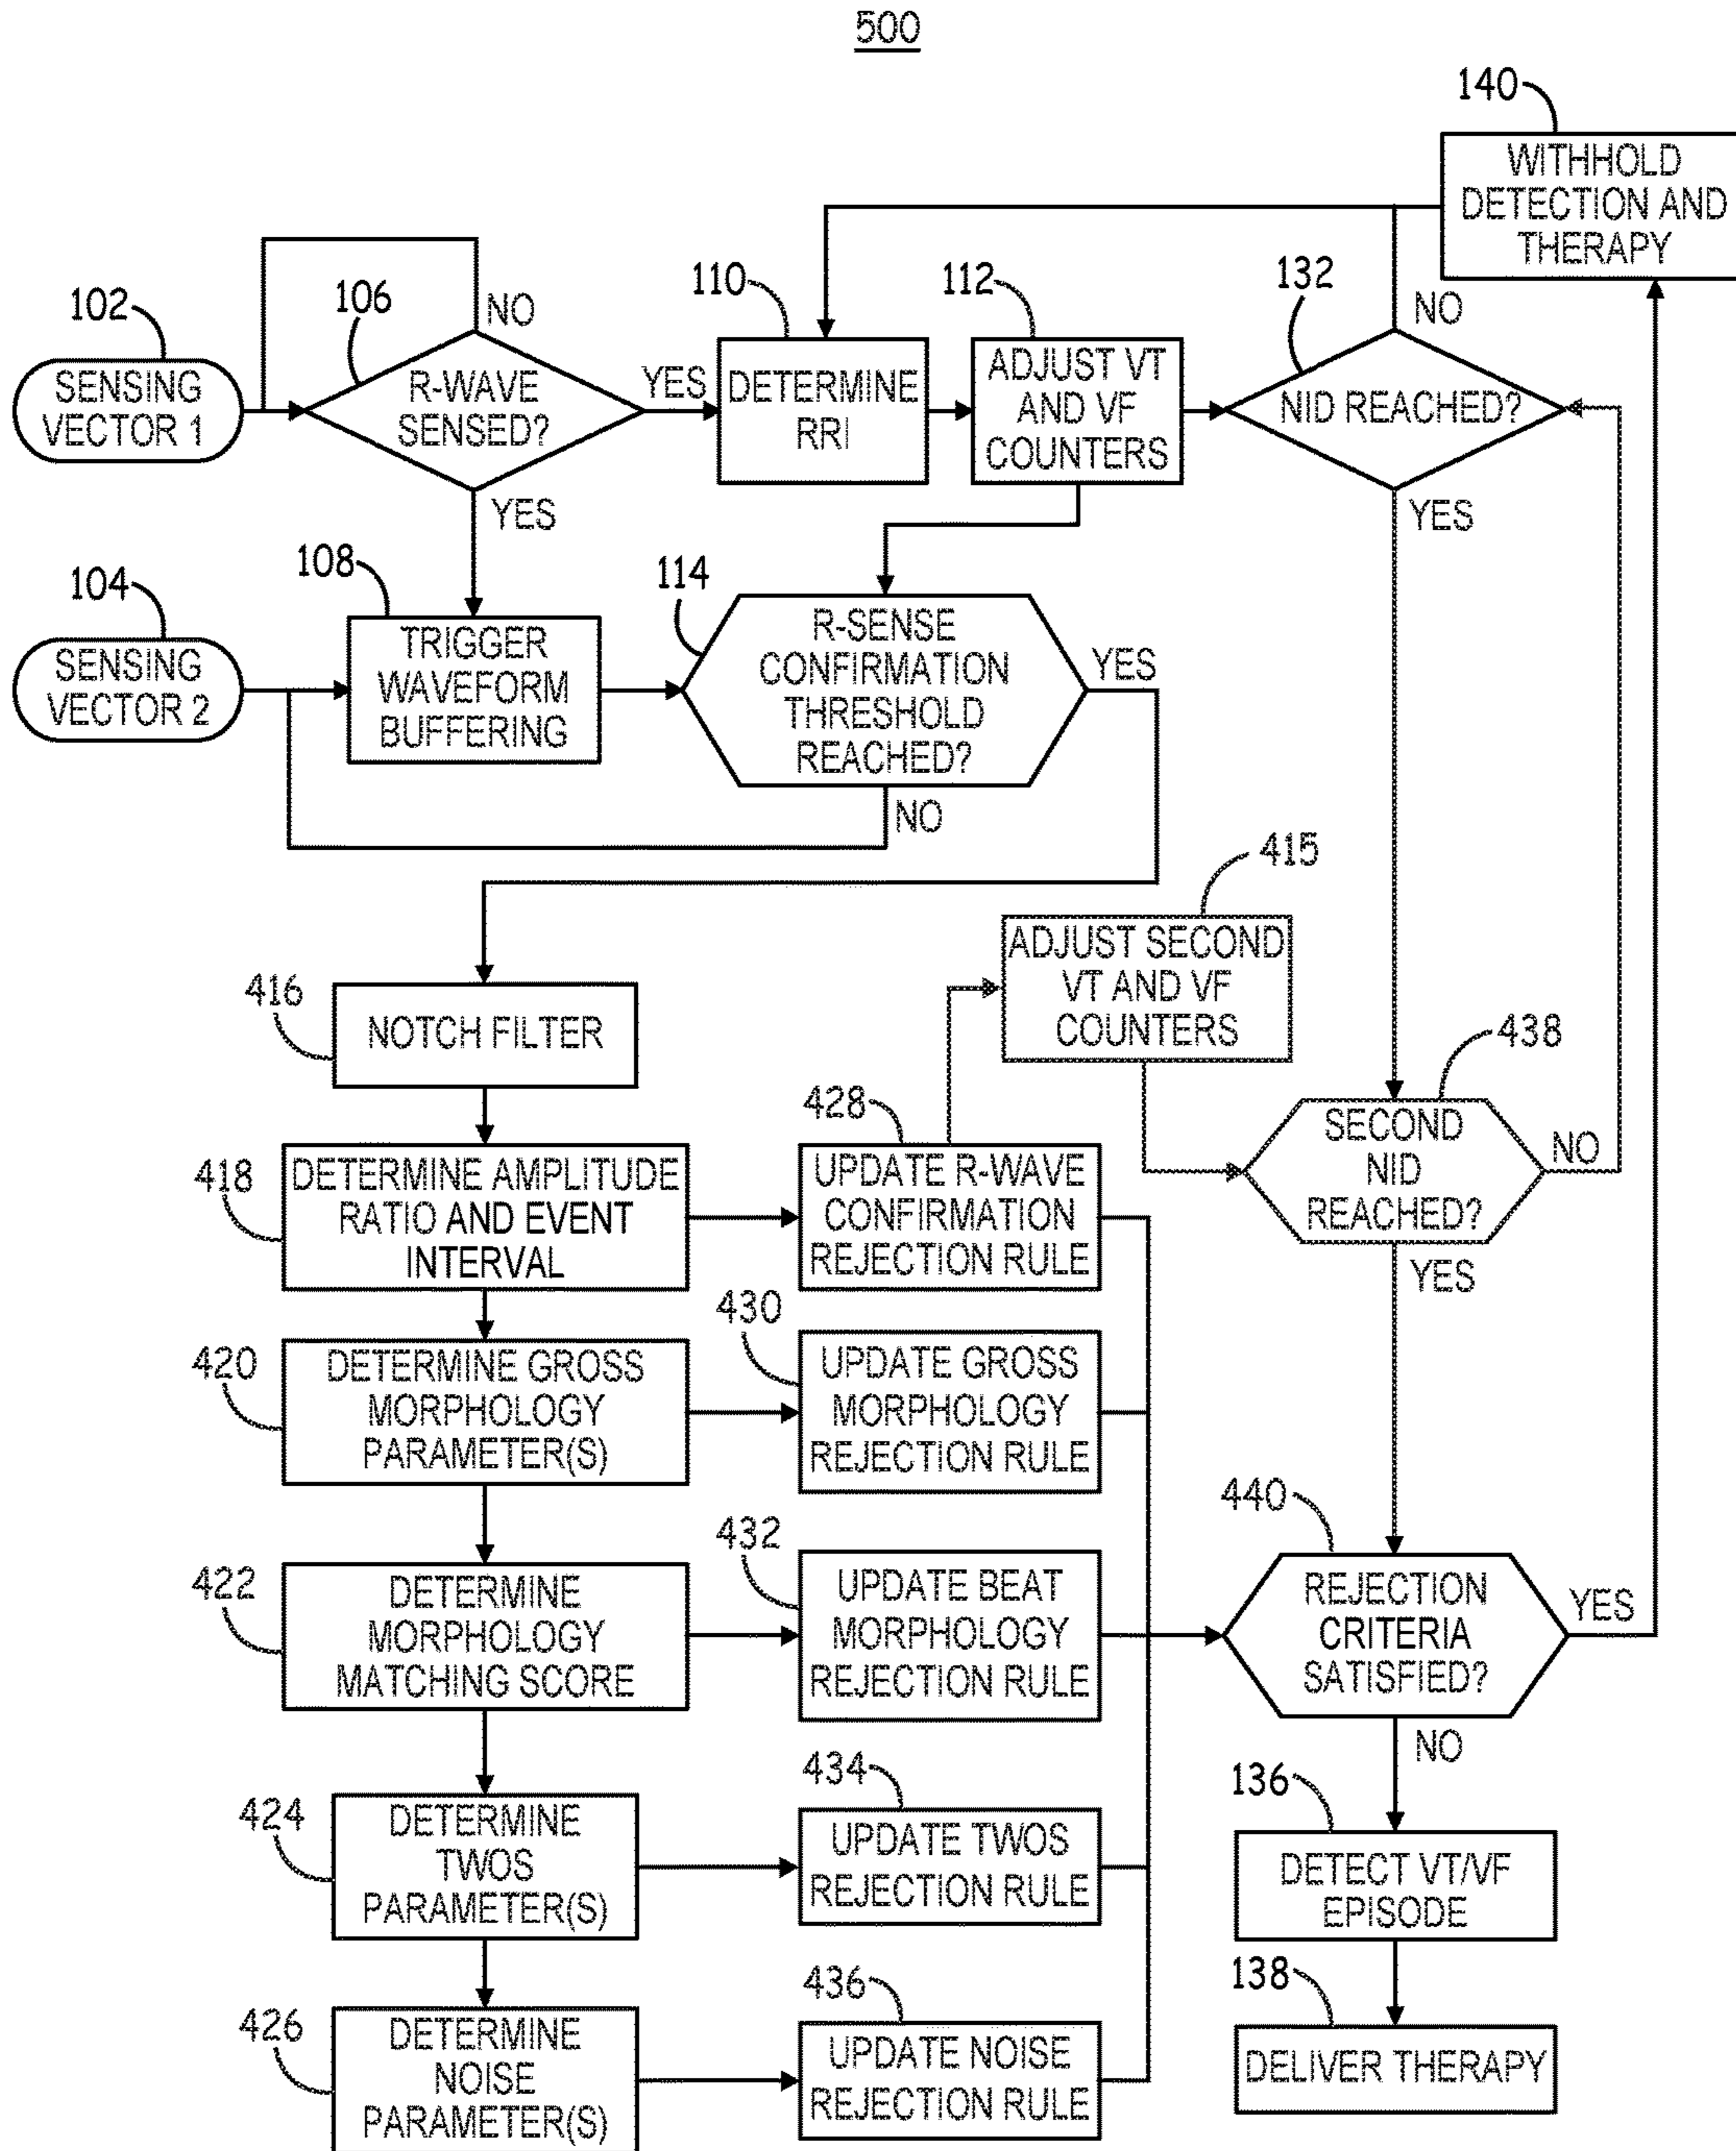 500
140
WITHHOLD
DETECTION AND
THERAPY
102
SENSING
VECTOR 1
106
R-WAVE
SENSED?
NO
YES
YES
110
DETERMINE
RRI
112
ADJUST VT
AND VF
COUNTERS
132
NID REACHED?
NO
YES
104
SENSING
VECTOR 2
108
TRIGGER
WAVEFORM
BUFFERING
114
R-SENSE
CONFIRMATION
THRESHOLD
REACHED?
YES
NO
415
ADJUST SECOND
VT AND VF
COUNTERS
416
NOTCH FILTER
438
SECOND
NID
REACHED?
NO
YES
418
DETERMINE AMPLITUDE
RATIO AND EVENT
INTERVAL
428
UPDATE R-WAVE
CONFIRMATION
REJECTION RULE
420
DETERMINE GROSS
MORPHOLOGY
PARAMETER(S)
430
UPDATE GROSS
MORPHOLOGY
REJECTION RULE
422
DETERMINE
MORPHOLOGY
MATCHING SCORE
432
UPDATE BEAT
MORPHOLOGY
REJECTION RULE
440
REJECTION
CRITERIA
SATISFIED?
YES
NO
424
DETERMINE
TWOS
PARAMETER(S)
434
UPDATE TWOS
REJECTION RULE
136
DETECT VT/VF
EPISODE
426
DETERMINE
NOISE
PARAMETER(S)
436
UPDATE NOISE
REJECTION RULE
138
DELIVER THERAPY